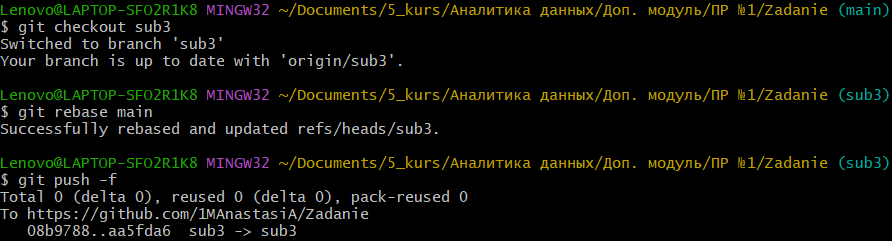 Lenovo@LAPTOP-SFO2R1K8 MINGW32 ~/Documents/5_kurs/Аналитика данных/Доп. модуль/ПР №1/Zadanie (main)
$ git checkout sub3
Switched to branch 'sub3'
Your branch is up to date with 'origin/sub3'.
Lenovo@LAPTOP-SFO2R1K8 MINGW32 ~/Documents/5_kurs/Аналитика данных/Доп. модуль/ПР №1/Zadanie (sub3)
$ git rebase main
Successfully rebased and updated refs/heads/sub3.
Lenovo@LAPTOP-SFO2R1K8 MINGW32 ~/Documents/5_kurs/Аналитика данных/Доп. модуль/ПР №1/Zadanie (sub3)
$ git push -f
Total 0 (delta 0), reused 0 (delta 0), pack-reused 0
To https://github.com/1MAnastasiA/Zadanie
   08b9788..aa5fda6  sub3 -> sub3